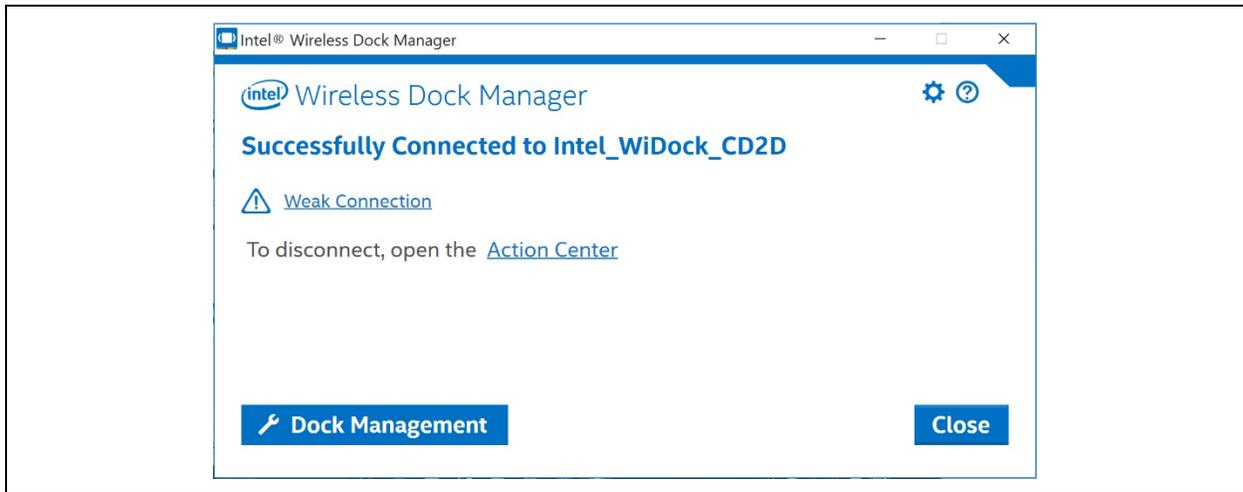 Intel® Wireless Dock Manager
intel Wireless Dock Manager
Successfully Connected to Intel_WiDock_CD2D
Weak Connection
To disconnect, open the Action Center
Dock Management
Close